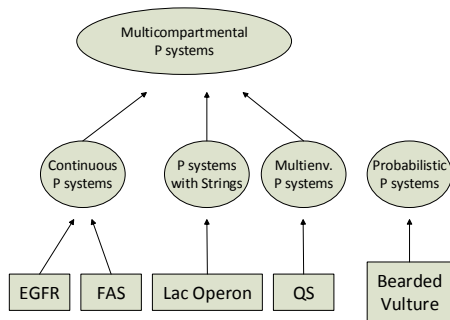 Multicompartmental
P systems
Continuous
P systems
P systems
with Strings
Multienv.
P systems
Probabilistic
P systems
EGFR
FAS
Lac Operon
QS
Bearded
Vulture